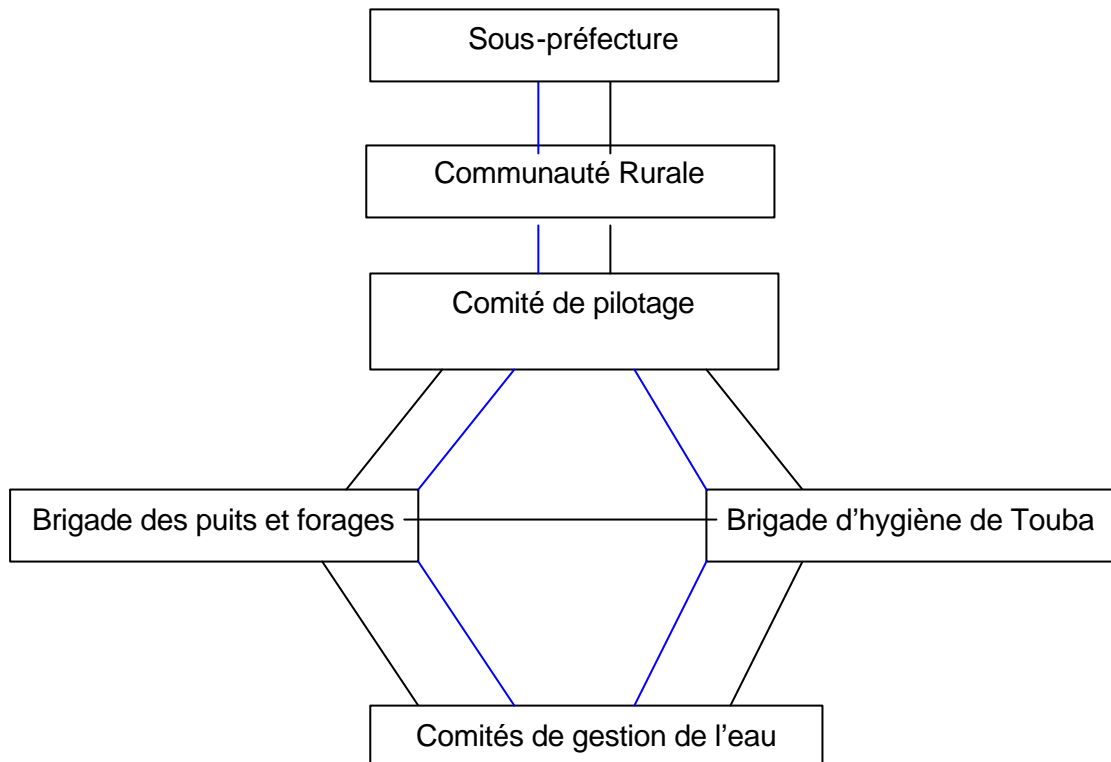 Sous-préfecture
Communauté Rurale
Comité de pilotage
Brigade des puits et forages
Brigade d'hygiène de Touba
Comités de gestion de l'eau